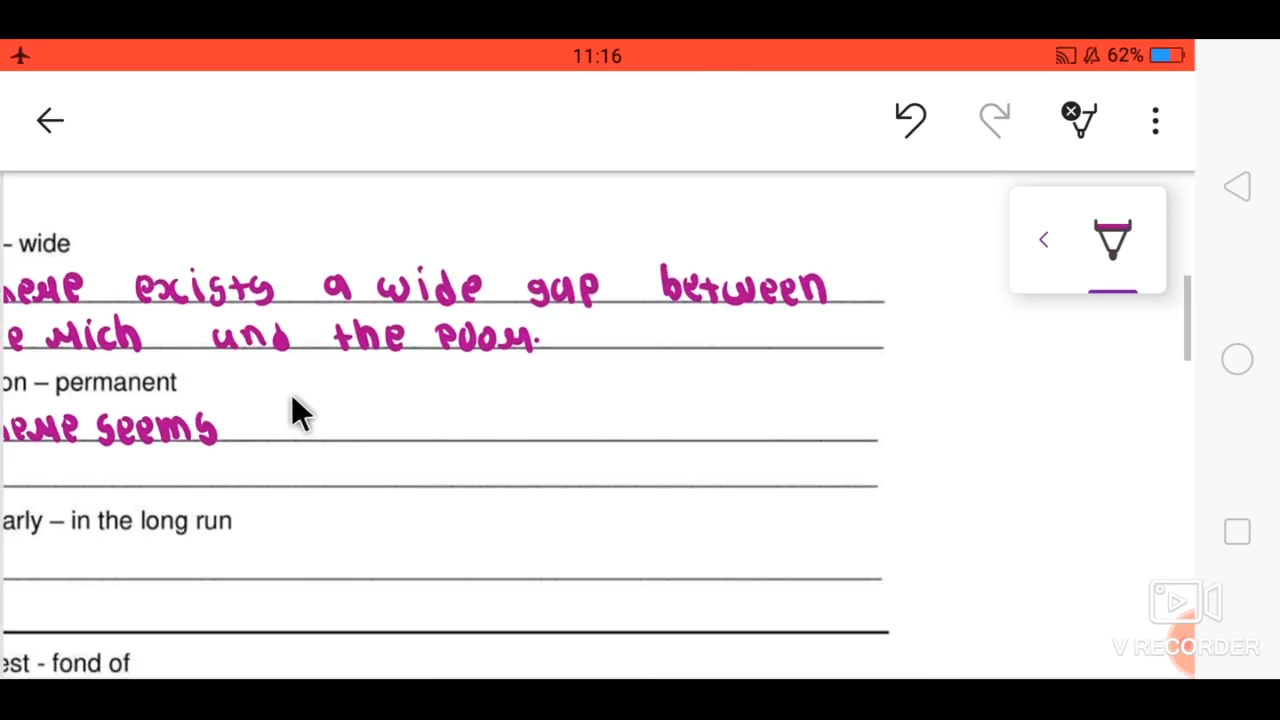 11:16
62%
– wide
here exists a wide gap between
e rich and the poor.
on – permanent
here seems
arly – in the long run
est - fond of
V RECORDER